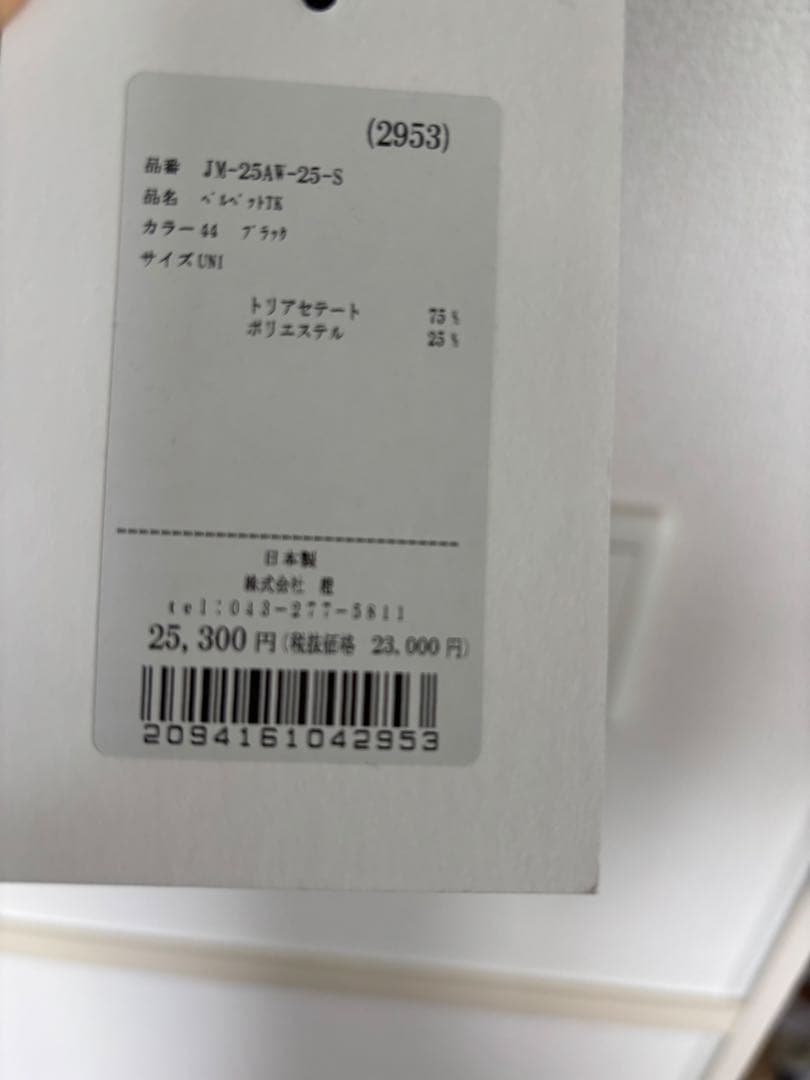 (2953)
品番 JM-25AW-25-S
品名 ﾍﾞﾙﾍﾞｯﾄTK
カラー 44 ﾌﾞﾗｯｸ
サイズ UNI
トリアセテート 75%
ポリエステル 25%
日本製
株式会社
tel:043-277-5811
25,300円(税抜価格 23,000円)
2094161042953